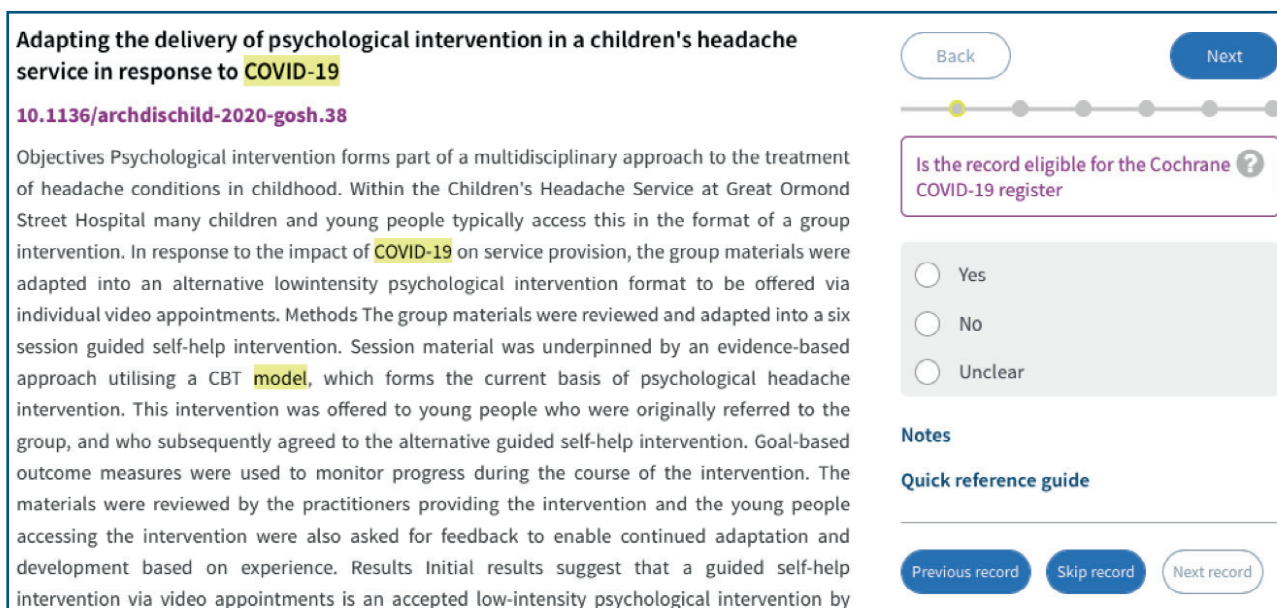 Adapting the delivery of psychological intervention in a children's headache
service in response to COVID-19
10.1136/archdischild-2020-gosh.38
Objectives Psychological intervention forms part of a multidisciplinary approach to the treatment
of headache conditions in childhood. Within the Children's Headache Service at Great Ormond
Street Hospital many children and young people typically access this in the format of a group
intervention. In response to the impact of COVID-19 on service provision, the group materials were
adapted into an alternative lowintensity psychological intervention format to be offered via
individual video appointments. Methods The group materials were reviewed and adapted into a six
session guided self-help intervention. Session material was underpinned by an evidence-based
approach utilising a CBT model, which forms the current basis of psychological headache
intervention. This intervention was offered to young people who were originally referred to the
group, and who subsequently agreed to the alternative guided self-help intervention. Goal-based
outcome measures were used to monitor progress during the course of the intervention. The
materials were reviewed by the practitioners providing the intervention and the young people
accessing the intervention were also asked for feedback to enable continued adaptation and
development based on experience. Results Initial results suggest that a guided self-help
intervention via video appointments is an accepted low-intensity psychological intervention by
Back
Next
Is the record eligible for the Cochrane ?
COVID-19 register
Yes
No
Unclear
Notes
Quick reference guide
Previous record
Skip record
Next record